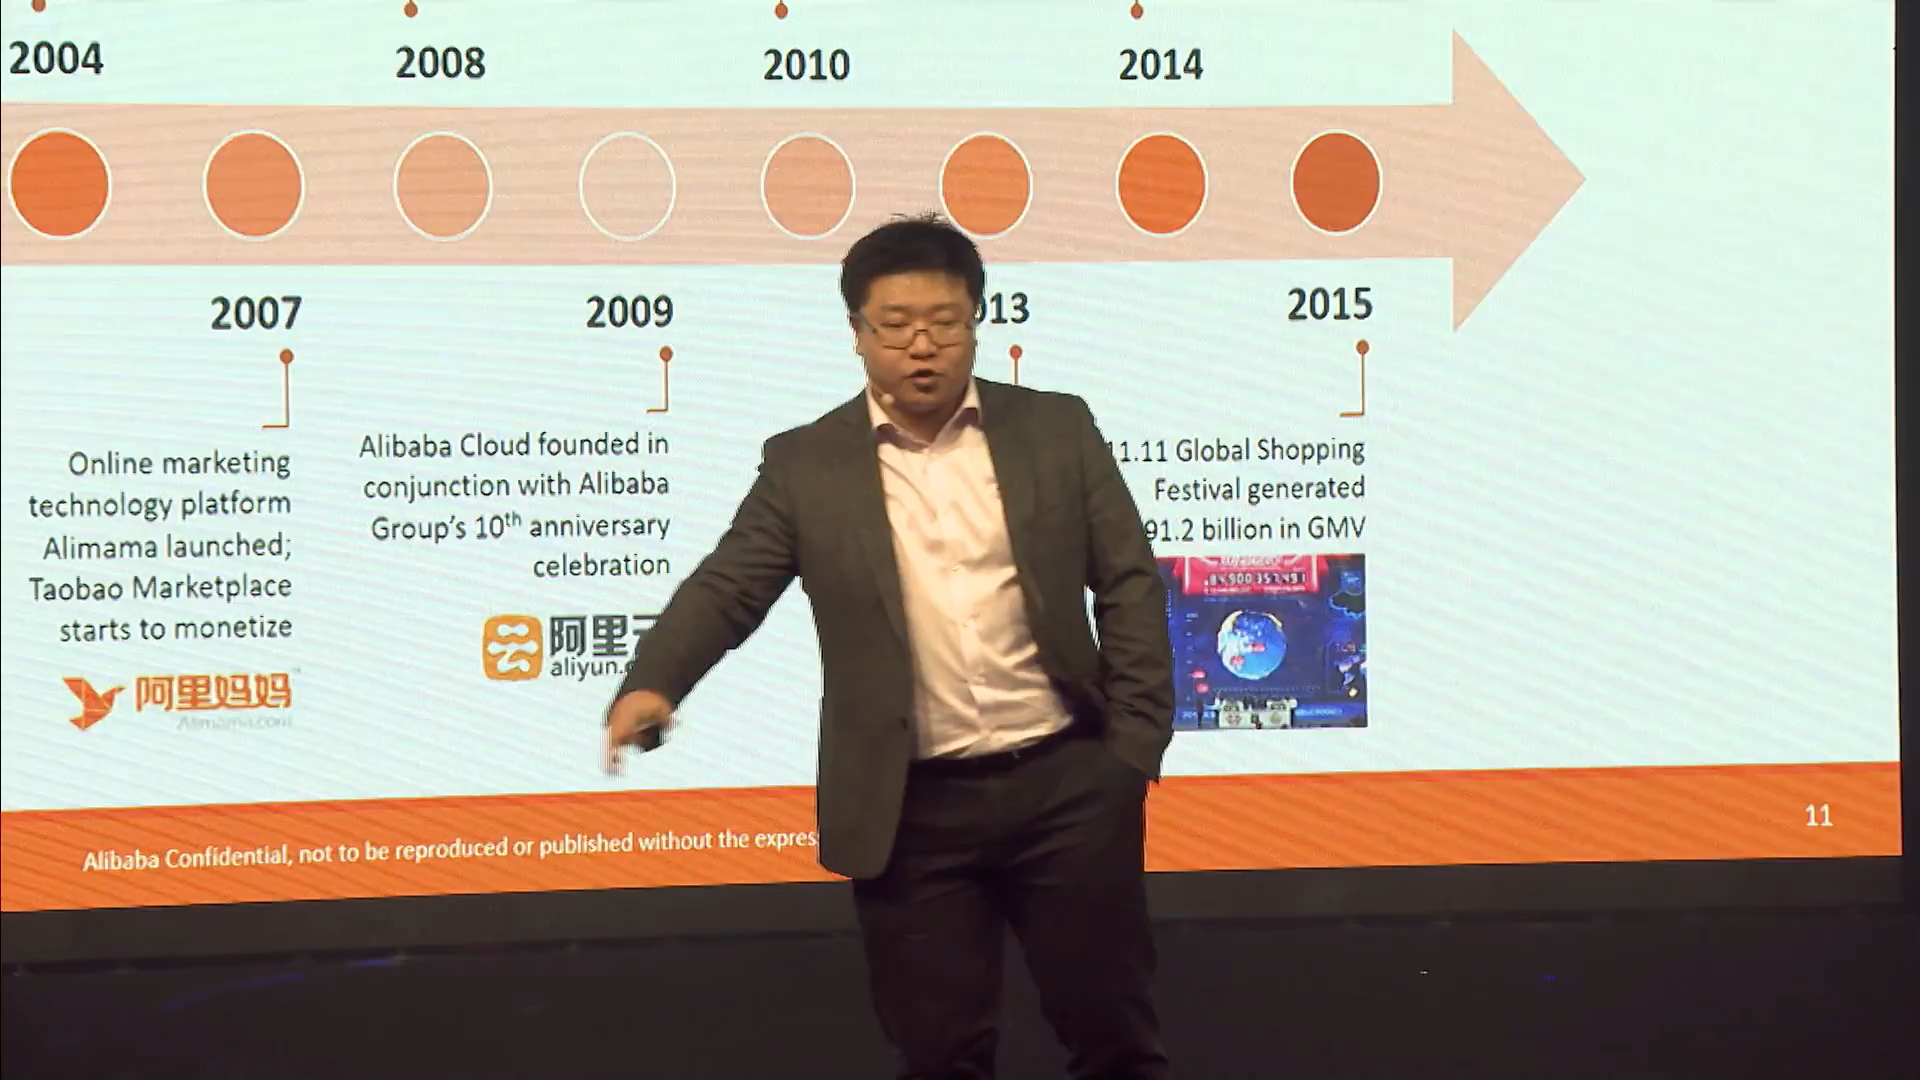 2004
2008
2010
2014
2007
2009
13
2015
Online marketing
technology platform
Alimama launched;
Taobao Marketplace
starts to monetize
阿里妈妈
Alimama.com
Alibaba Cloud founded in
conjunction with Alibaba
Group's 10th anniversary
celebration
阿里
aliyun.
11.11 Global Shopping
Festival generated
91.2 billion in GMV
Alibaba Confidential, not to be reproduced or published without the expres
11